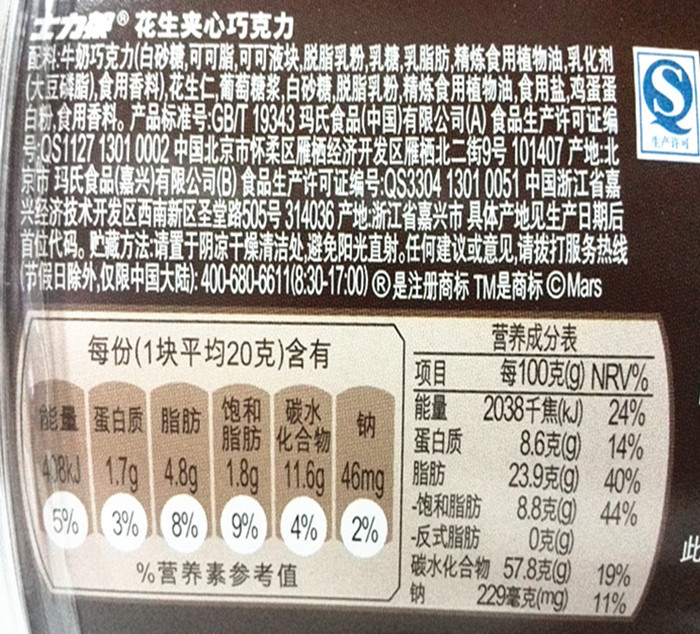 士力架® 花生夹心巧克力
配料:牛奶巧克力(白砂糖,可可脂,可可液块,脱脂乳粉,乳糖,乳脂肪,精炼食用植物油,乳化剂
(大豆磷脂),食用香料),花生仁,葡萄糖浆,白砂糖,脱脂乳粉,精炼食用植物油,食用盐,鸡蛋蛋
白粉,食用香料。产品标准号:GB/T 19343 玛氏食品(中国)有限公司(A) 食品生产许可证编
号:QS1127 1301 0002 中国北京市怀柔区雁栖经济开发区雁栖北二街9号 101407 产地:北
京市 玛氏食品(嘉兴)有限公司(B) 食品生产许可证编号:QS3304 1301 0051 中国浙江省嘉
兴经济技术开发区西南新区圣堂路505号 314036 产地:浙江省嘉兴市 具体产地见生产日期后
首位代码。贮藏方法:请置于阴凉干燥清洁处,避免阳光直射。任何建议或意见,请拨打服务热线
(节假日除外,仅限中国大陆): 400-680-6611(8:30-17:00) ®是注册商标 TM是商标 ©Mars
S
生产许可
每份(1块平均20克)含有
能量 蛋白质 脂肪 饱和脂肪 碳水化合物 钠
408kJ 1.7g 4.8g 1.8g 11.6g 46mg
5% 3% 8% 9% 4% 2%
%营养素参考值
营养成分表
项目 每100克(g) NRV%
能量 2038千焦(kJ) 24%
蛋白质 8.6克(g) 14%
脂肪 23.9克(g) 40%
-饱和脂肪 8.8克(g) 44%
-反式脂肪 0克(g)
碳水化合物 57.8克(g) 19%
钠 229毫克(mg) 11%
此